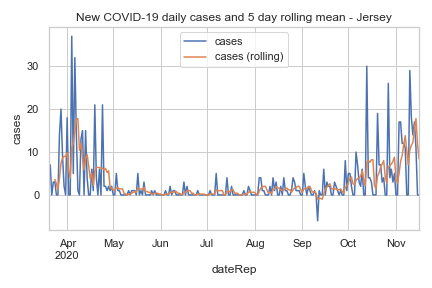 New COVID-19 daily cases and 5 day rolling mean - Jersey
cases
cases (rolling)
30
20
10
0
cases
Apr May Jun Jul Aug Sep Oct Nov
2020
dateRep